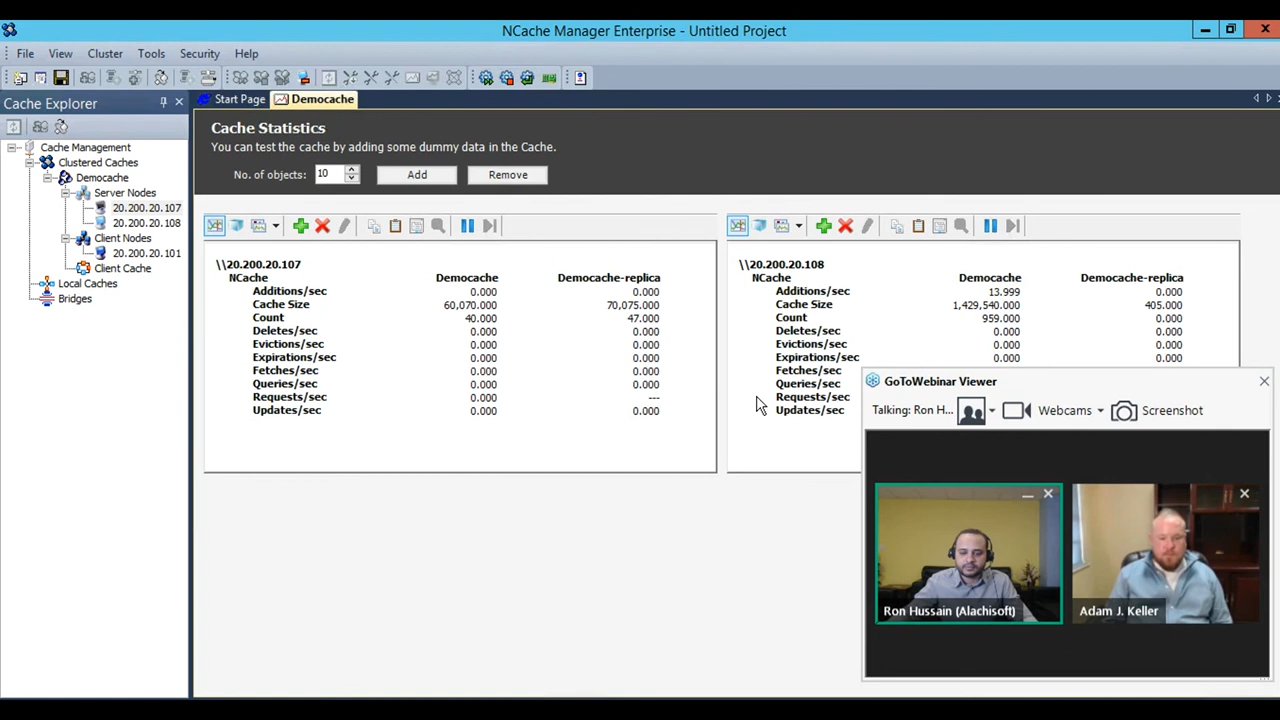 NCache Manager Enterprise - Untitled Project
File View Cluster Tools Security Help
Cache Explorer
Cache Management
Clustered Caches
Democache
Server Nodes
20.200.20.107
20.200.20.108
Client Nodes
20.200.20.101
Client Cache
Local Caches
Bridges
Start Page Democache
Cache Statistics
You can test the cache by adding some dummy data in the Cache.
No. of objects: 10 Add Remove
\\20.200.20.107
NCache Democache Democache-replica
Additions/sec 0.000 0.000
Cache Size 60,070.000 70,075.000
Count 40.000 47.000
Deletes/sec 0.000 0.000
Evictions/sec 0.000 0.000
Expirations/sec 0.000 0.000
Fetches/sec 0.000 0.000
Queries/sec 0.000 0.000
Requests/sec 0.000 ---
Updates/sec 0.000 0.000
\\20.200.20.108
NCache Democache Democache-replica
Additions/sec 13.999 0.000
Cache Size 1,429,540.000 405.000
Count 959.000 0.000
Deletes/sec 0.000 0.000
Evictions/sec 0.000 0.000
Expirations/sec 0.000 0.000
Fetches/sec
Queries/sec
Requests/sec
Updates/sec
GoToWebinar Viewer
Talking: Ron H... Webcams Screenshot
Ron Hussain (Alachisoft)
Adam J. Keller